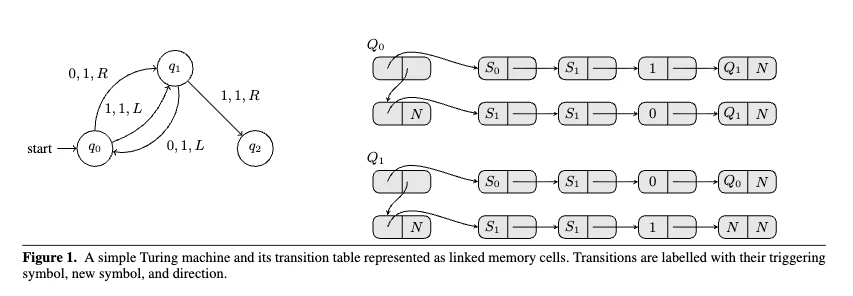 0, 1, R
q₁
1, 1, L
1, 1, R
start
q₀
0, 1, L
q₂
Q₀
S₀ S₁ 1 Q₁ N
N S₁ S₁ 0 Q₁ N
Q₁
S₀ S₁ 0 Q₀ N
N S₁ S₁ 1 N N
Figure 1. A simple Turing machine and its transition table represented as linked memory cells. Transitions are labelled with their triggering
symbol, new symbol, and direction.